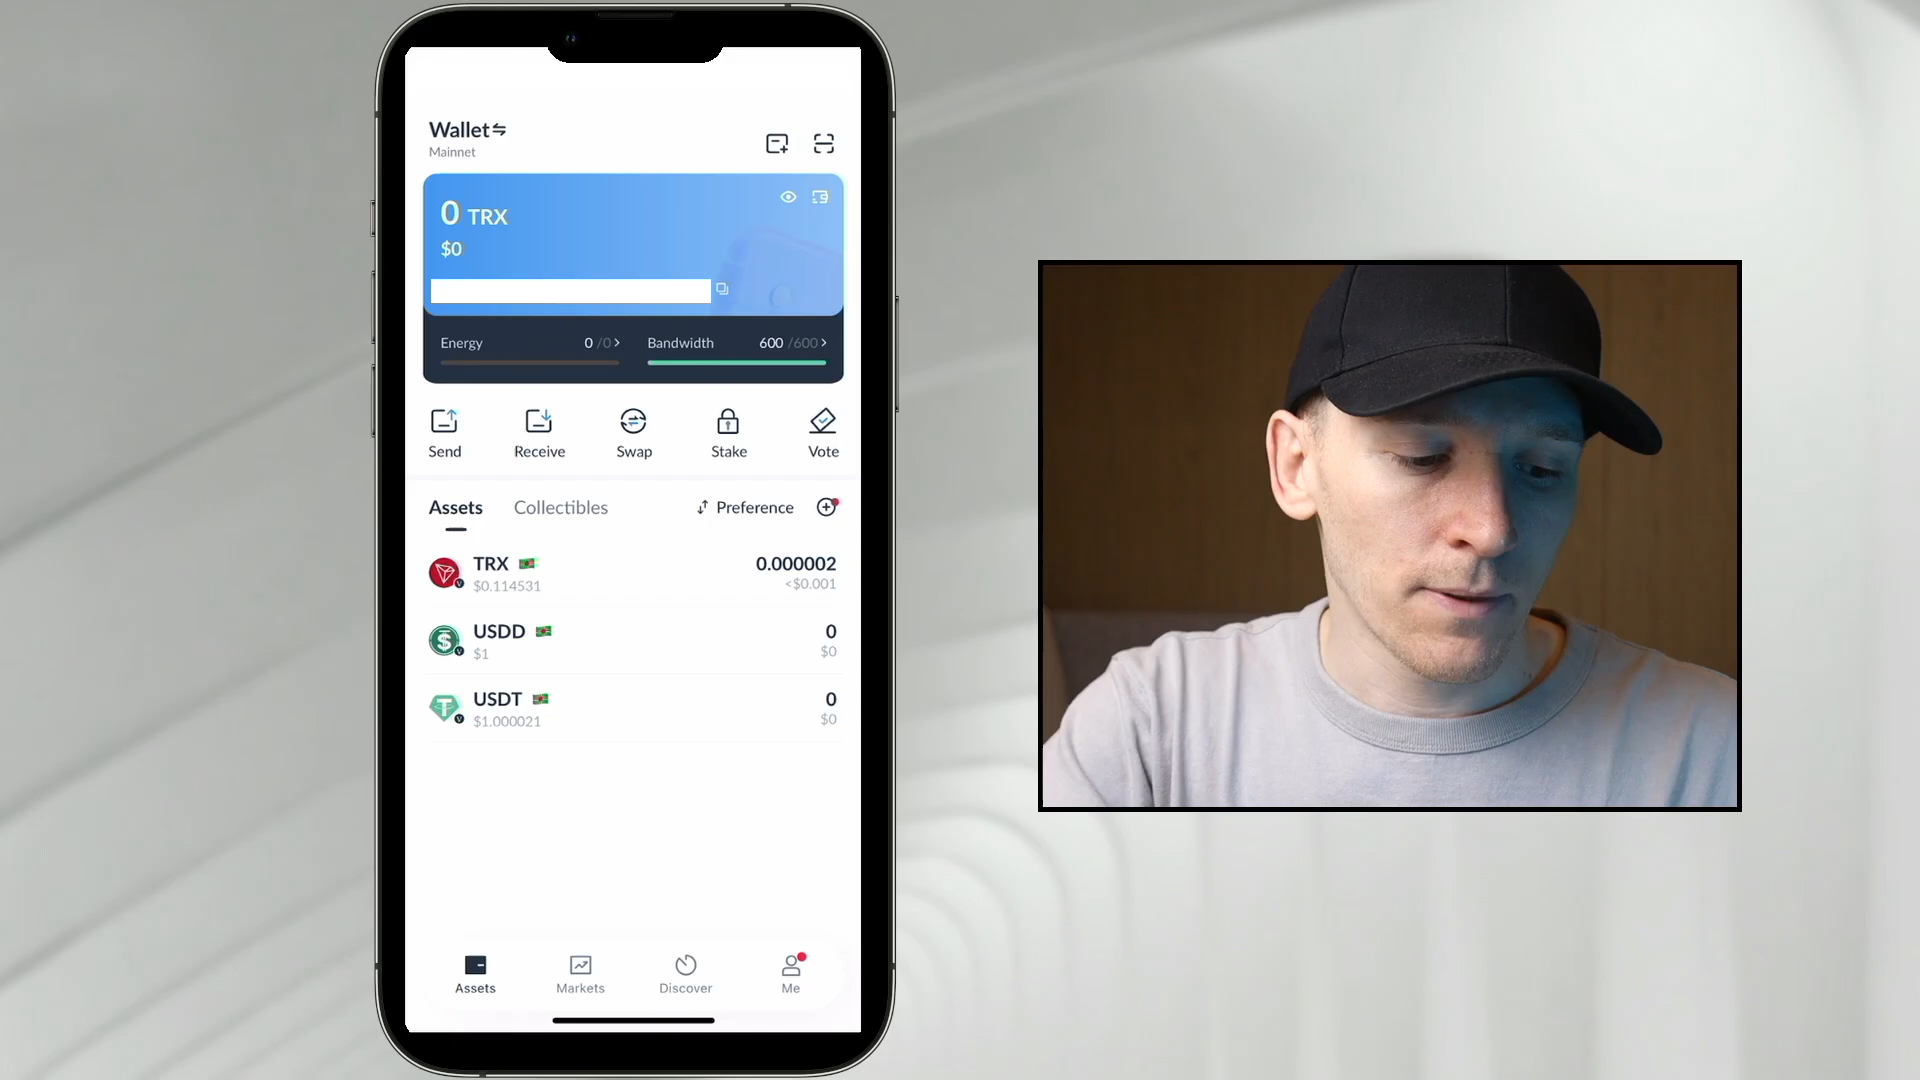 Wallet
Mainnet
0 TRX
$0
Energy 0 /0 Bandwidth 600 /600
Send Receive Swap Stake Vote
Assets Collectibles Preference
TRX 0.000002
$0.114531 <$0.001
USDD 0
$1 $0
USDT 0
$1.000021 $0
Assets Markets Discover Me